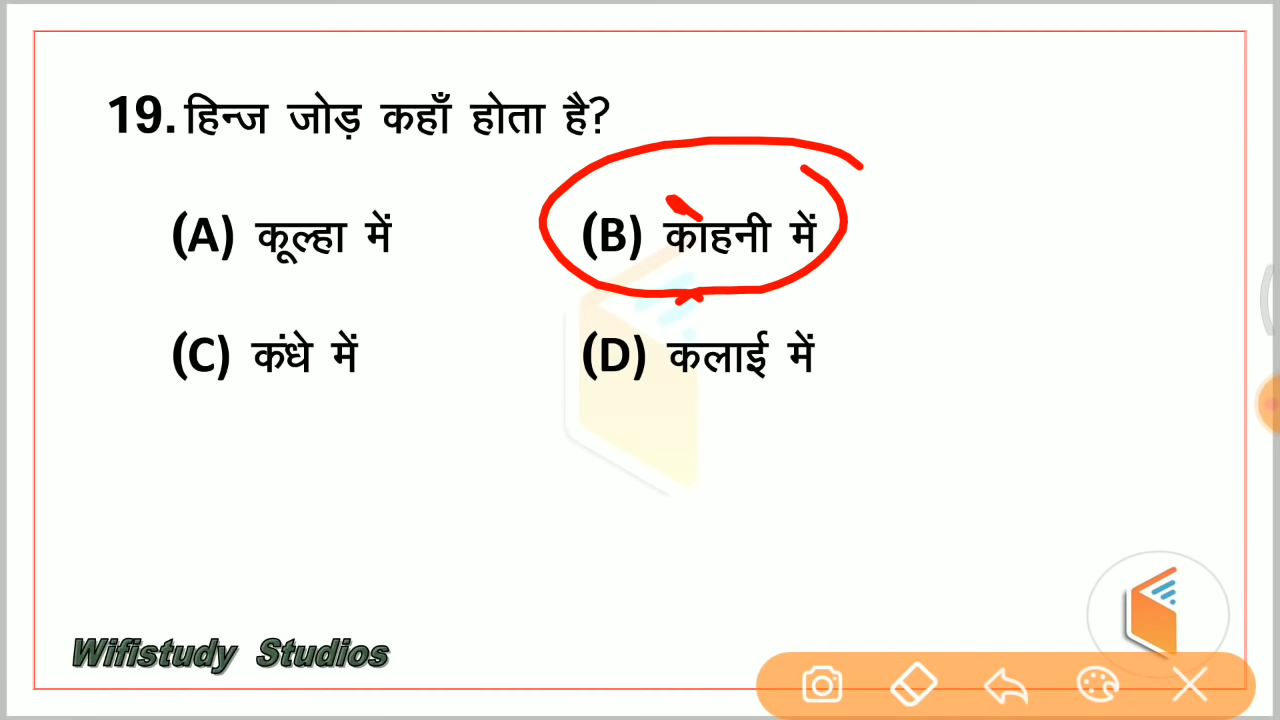 19. हिन्ज जोड़ कहाँ होता है?
(A) कूल्हा में (B) कोहनी में
(C) कंधे में (D) कलाई में
Wifistudy Studios